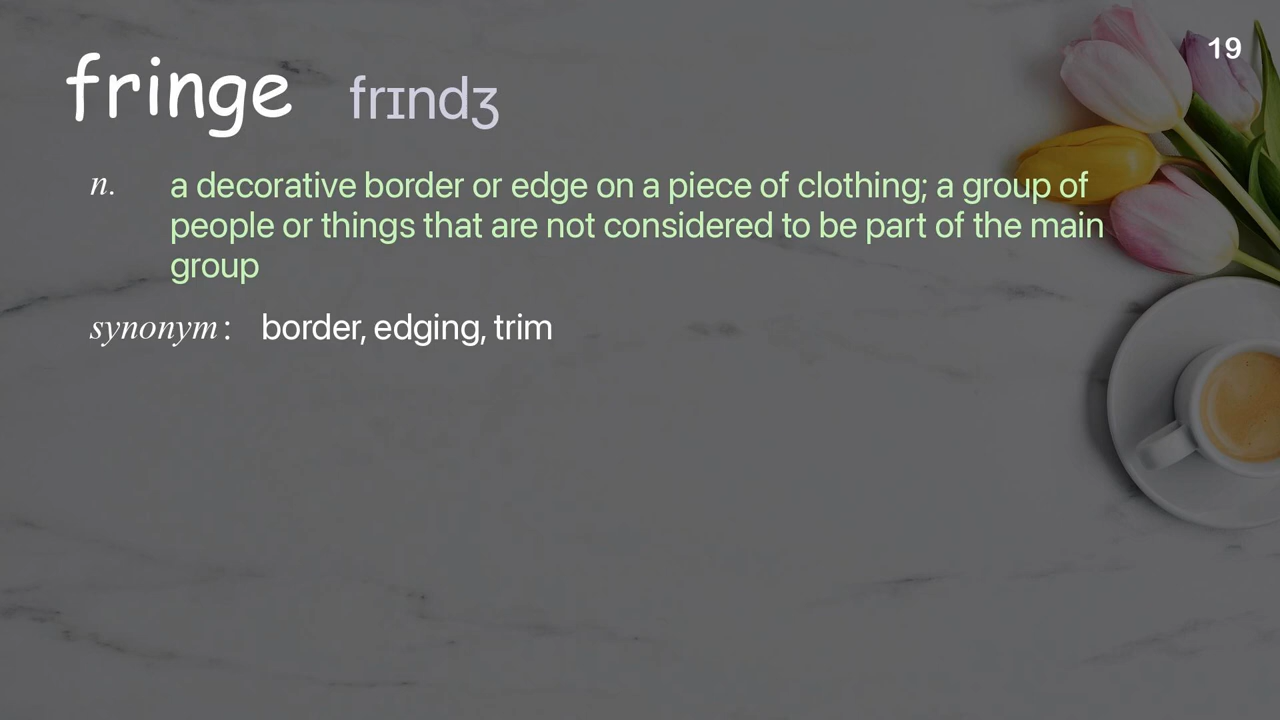 19
fringe frɪndʒ
n. a decorative border or edge on a piece of clothing; a group of
people or things that are not considered to be part of the main
group
synonym: border, edging, trim